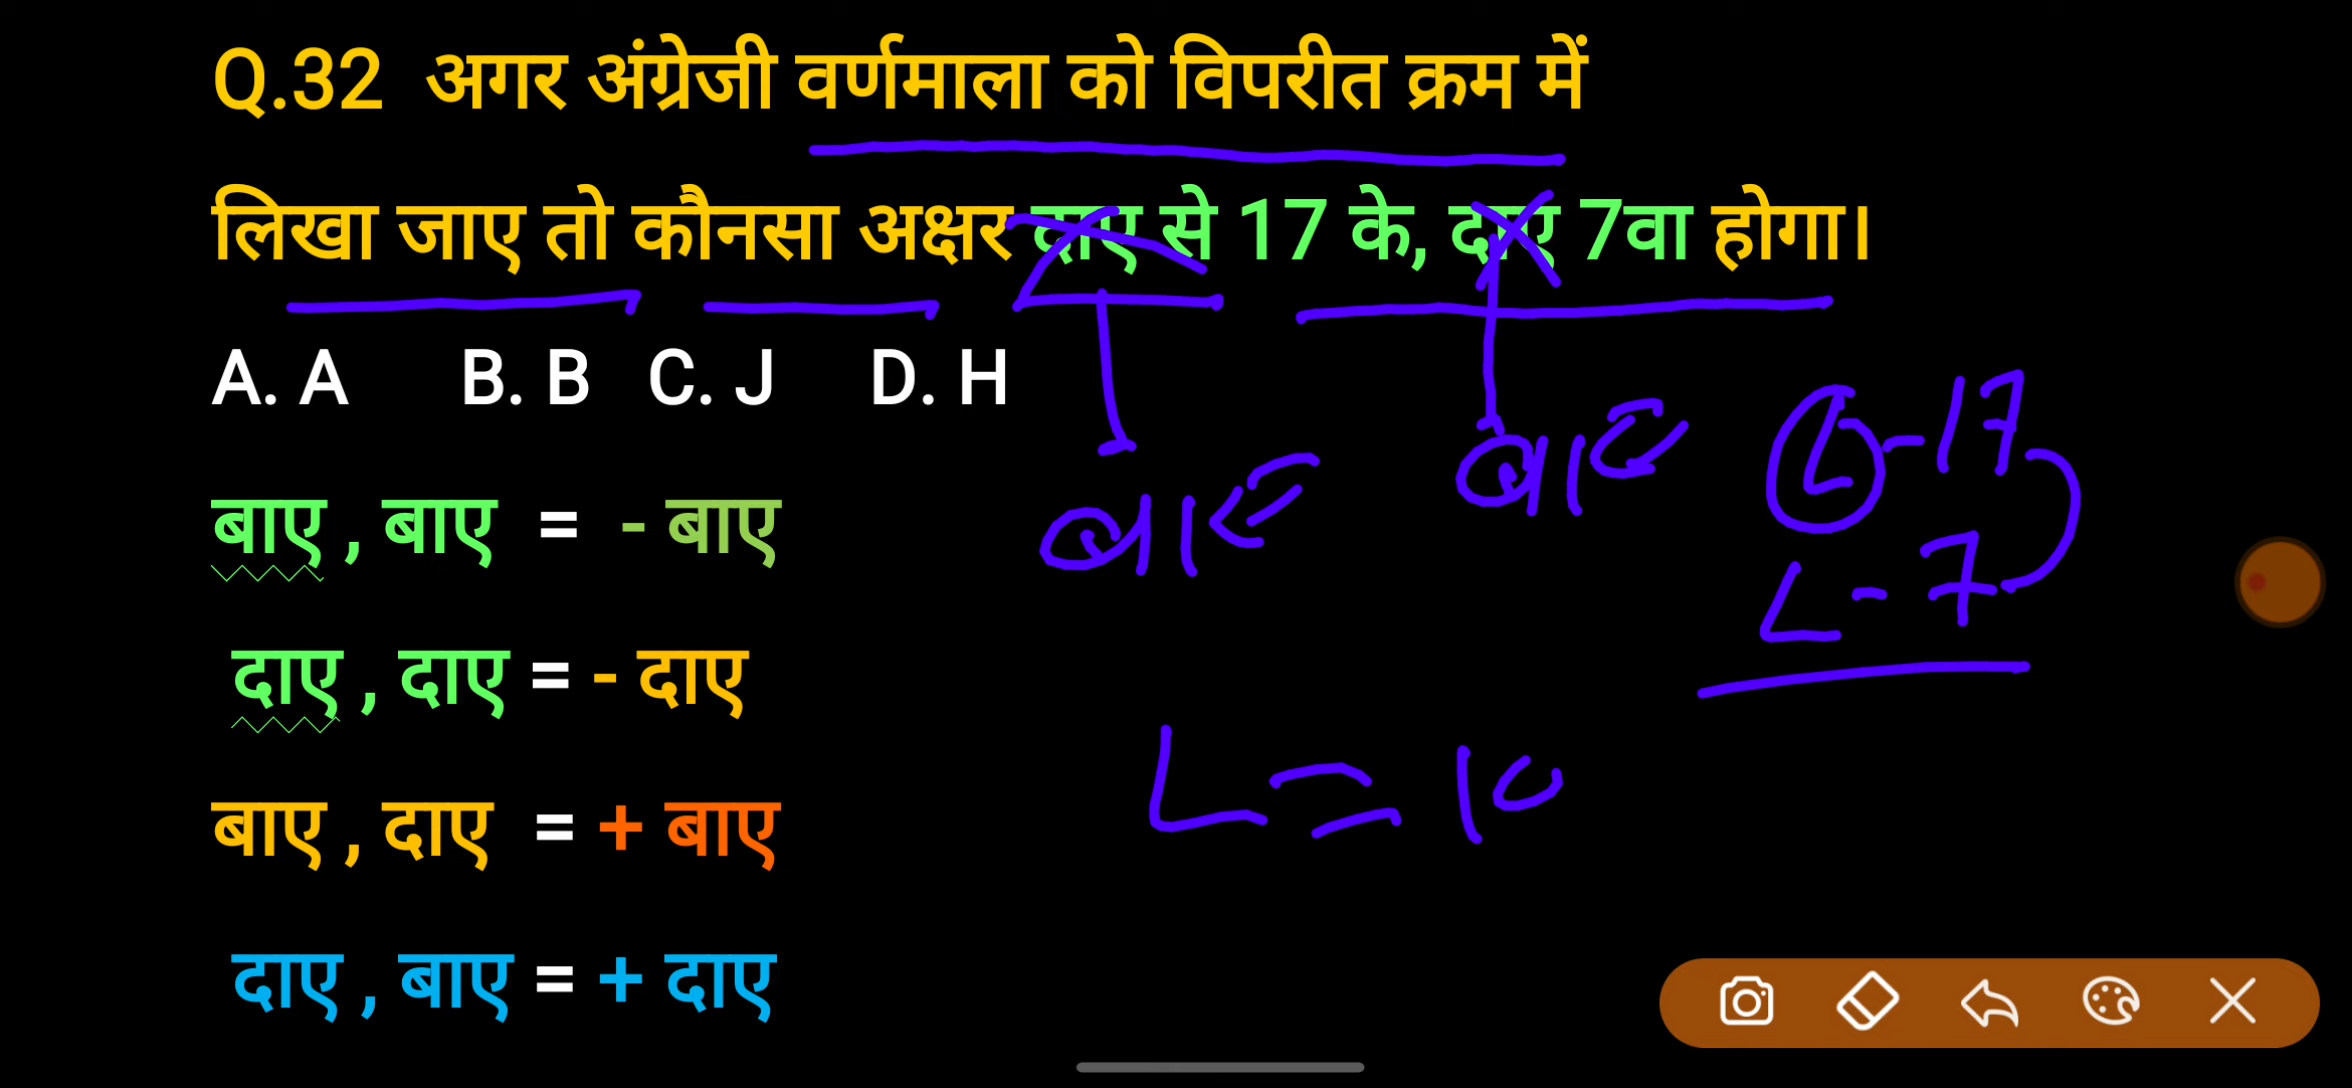 Q.32 अगर अंग्रेजी वर्णमाला को विपरीत क्रम में
लिखा जाए तो कौनसा अक्षर दाए से 17 के, दाए 7वा होगा।
A. A B. B C. J D. H
बाए , बाए = - बाए
दाए , दाए = - दाए
बाए , दाए = + बाए
दाए , बाए = + दाए
बाए
बाए
L - 17
L - 7
L = 10